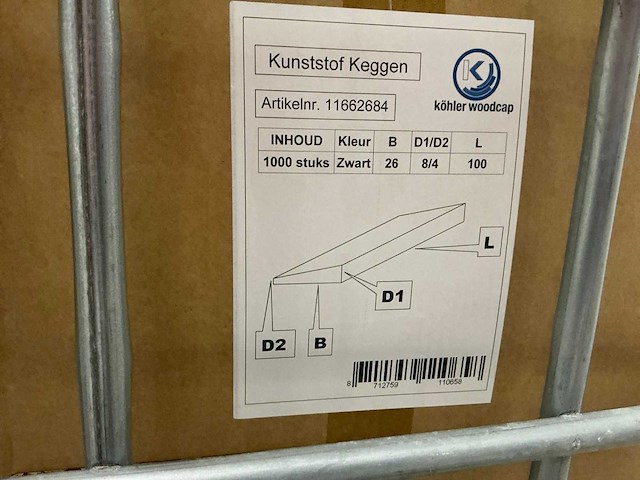 Kunststof Keggen
K
köhler woodcap
Artikelnr. 11662684
INHOUD Kleur B D1/D2 L
1000 stuks Zwart 26 8/4 100
L
D1
D2 B
8 712759 110658